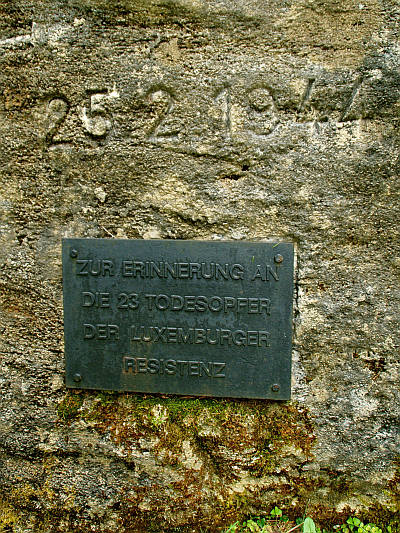 25.2.1944
ZUR ERINNERUNG AN
DIE 23 TODESOPFER
DER LUXEMBURGER
RESISTENZ